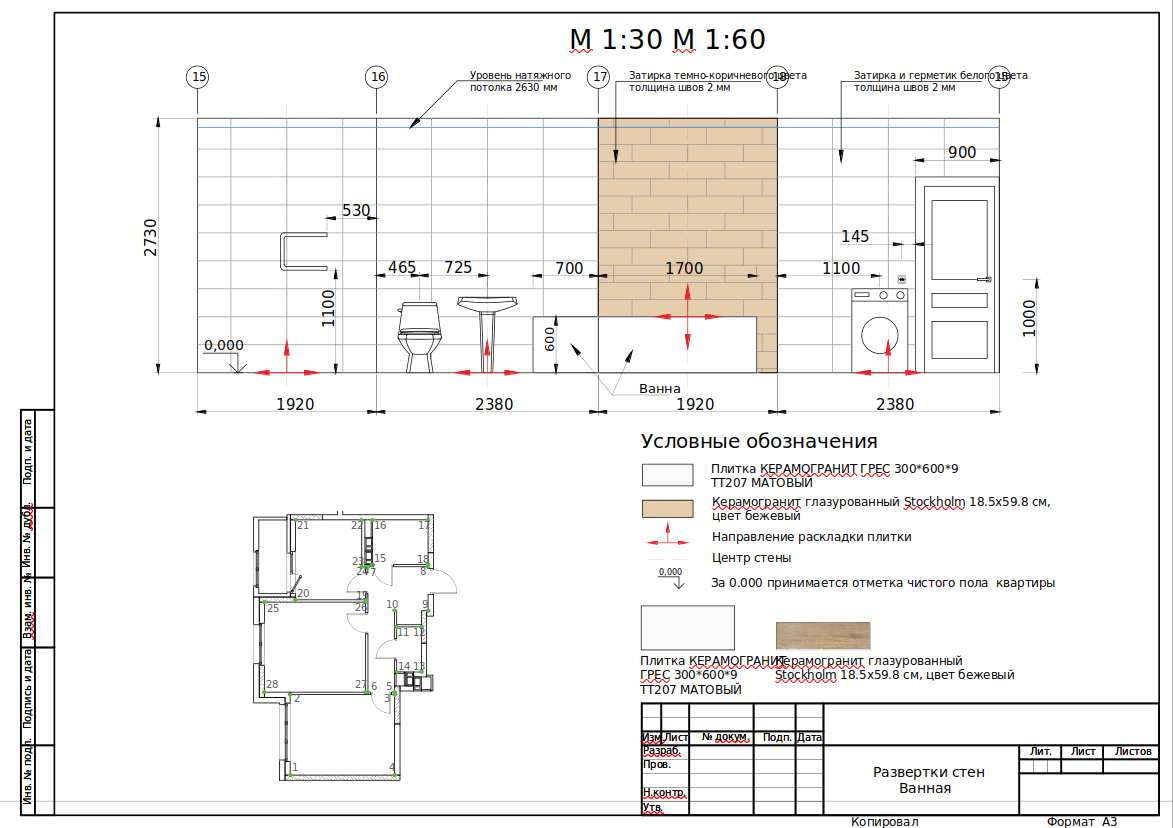 М 1:30 М 1:60
15
16
17
18
15
Уровень натяжного
потолка 2630 мм
Затирка темно-коричневого цвета
толщина швов 2 мм
Затирка и герметик белого цвета
толщина швов 2 мм
2730
530
1100
0,000
465
725
700
600
1700
Ванна
1100
145
900
1000
1920
2380
1920
2380
Условные обозначения
Плитка КЕРАМОГРАНИТ ГРЕС 300*600*9
ТТ207 МАТОВЫЙ
Керамогранит глазурованный Stockholm 18.5х59.8 см,
цвет бежевый
Направление раскладки плитки
Центр стены
0,000
За 0.000 принимается отметка чистого пола квартиры
Плитка КЕРАМОГРАНИТ
ГРЕС 300*600*9
ТТ207 МАТОВЫЙ
Керамогранит глазурованный
Stockholm 18.5х59.8 см, цвет бежевый
21
22
16
17
23
15
18
24
7
8
20
19
25
26
10
9
11
12
14
13
28
27
6
5
2
3
1
4
Подп. и дата
Инв. № дубл.
Взам. инв. №
Подпись и дата
Инв. № подл.
Изм.
Лист
№ докум.
Подп.
Дата
Разраб.
Пров.
Н.контр.
Утв.
Развертки стен
Ванная
Лит.
Лист
Листов
Копировал
Формат А3